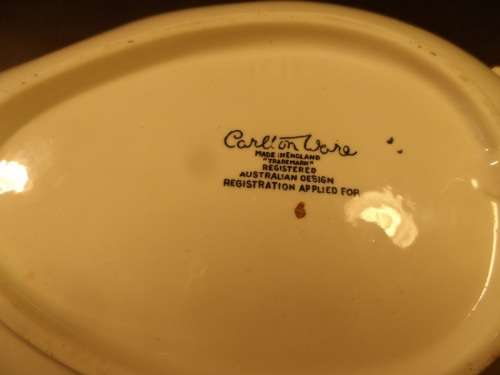 Carlton Ware
MADE IN ENGLAND
"TRADEMARK"
REGISTERED
AUSTRALIAN DESIGN
REGISTRATION APPLIED FOR